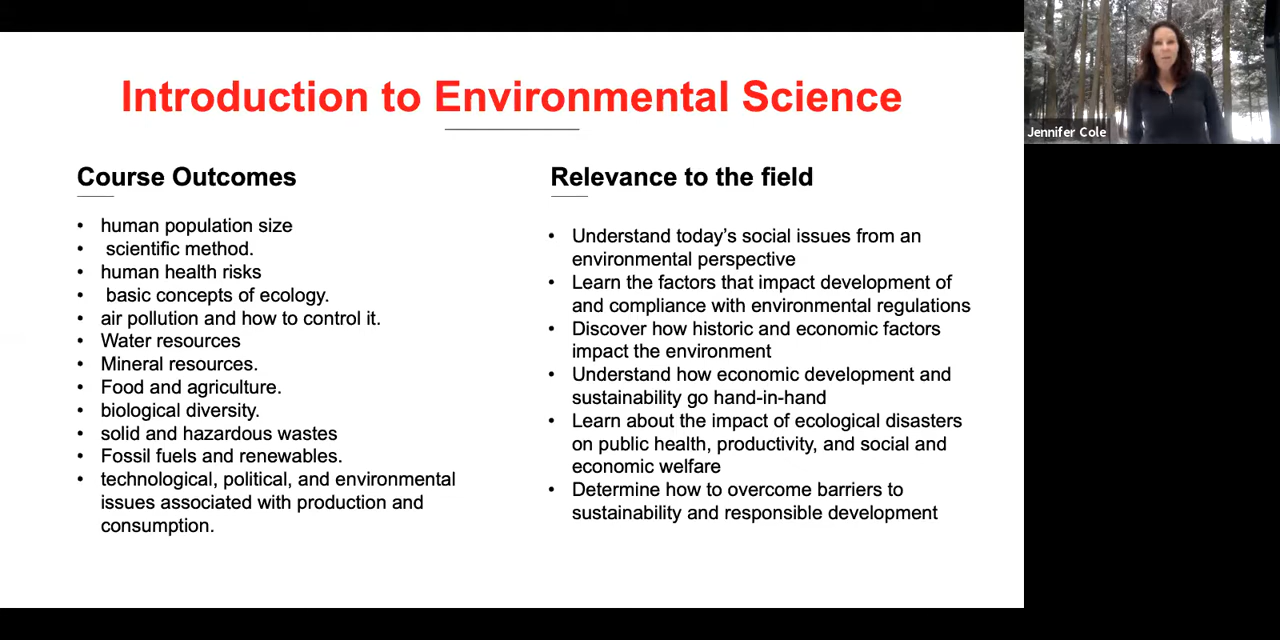 Introduction to Environmental Science
Jennifer Cole
Course Outcomes
• human population size
• scientific method.
• human health risks
• basic concepts of ecology.
• air pollution and how to control it.
• Water resources
• Mineral resources.
• Food and agriculture.
• biological diversity.
• solid and hazardous wastes
• Fossil fuels and renewables.
• technological, political, and environmental
issues associated with production and
consumption.
Relevance to the field
• Understand today’s social issues from an
environmental perspective
• Learn the factors that impact development of
and compliance with environmental regulations
• Discover how historic and economic factors
impact the environment
• Understand how economic development and
sustainability go hand-in-hand
• Learn about the impact of ecological disasters
on public health, productivity, and social and
economic welfare
• Determine how to overcome barriers to
sustainability and responsible development